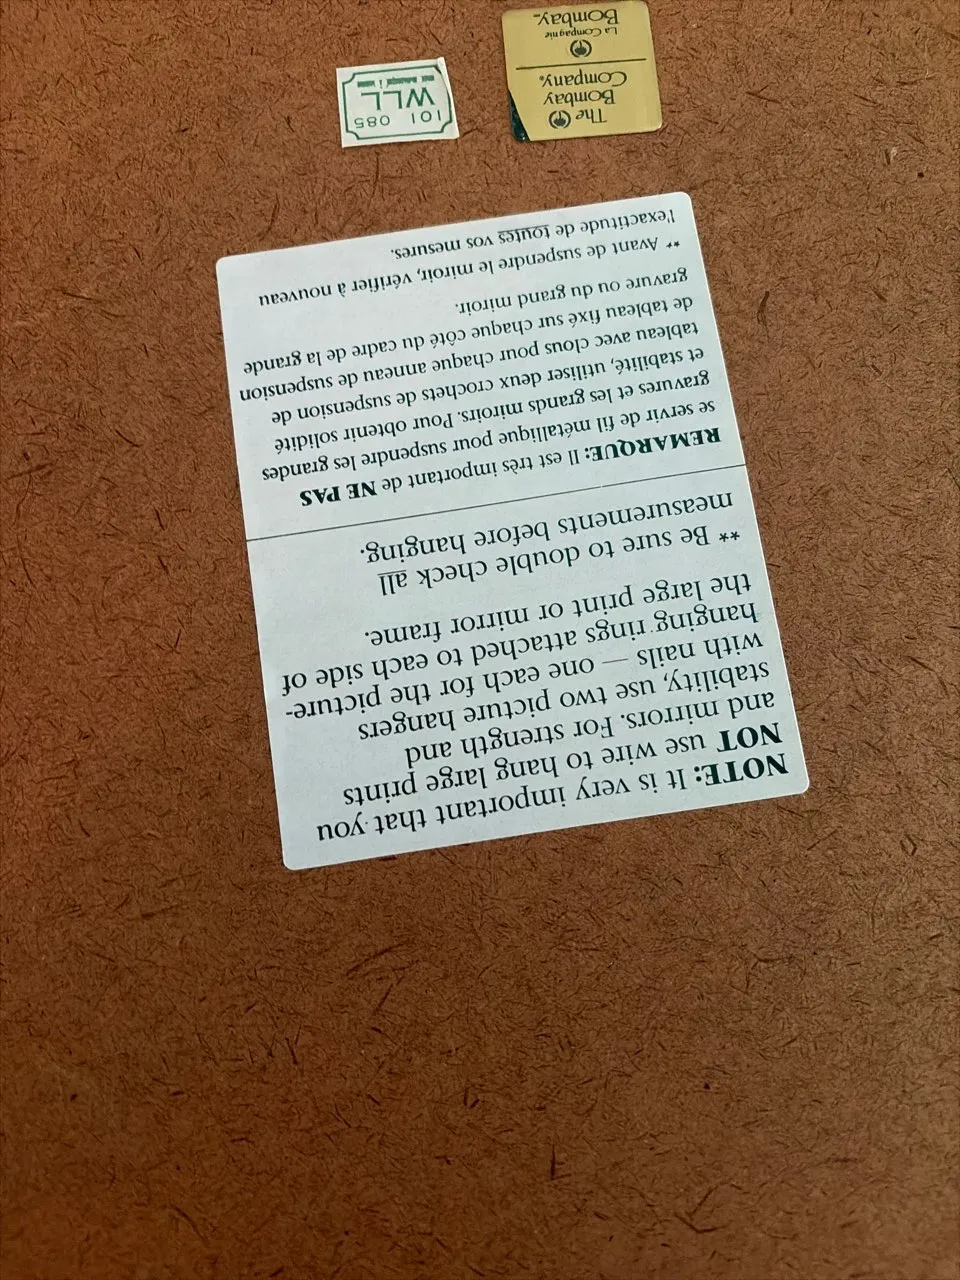 NOTE: It is very important that you
NOT use wire to hang large prints
and mirrors. For strength and
stability, use two picture hangers
with nails — one each for the picture-
hanging rings attached to each side of
the large print or mirror frame.
** Be sure to double check all
measurements before hanging.
REMARQUE: Il est très important de NE PAS
se servir de fil métallique pour suspendre les grandes
gravures et les grands miroirs. Pour obtenir solidité
et stabilité, utiliser deux crochets de suspension de
tableau avec clous pour chaque anneau de suspension
de tableau fixé sur chaque côté du cadre de la grande
gravure ou du grand miroir.
** Avant de suspendre le miroir, vérifier à nouveau
l'exactitude de toutes vos mesures.
The
Bombay
Company®
La Compagnie
Bombay
101 085
WLL